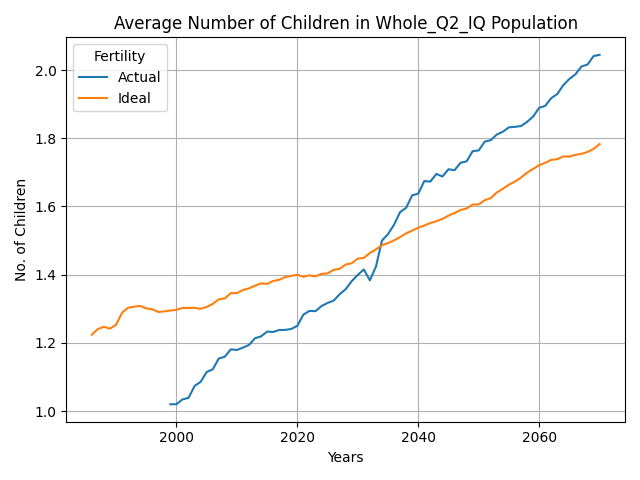 Average Number of Children in Whole_Q2_IQ Population
Fertility
Actual
Ideal
2.0
1.8
1.6
1.4
1.2
1.0
No. of Children
2000 2020 2040 2060
Years